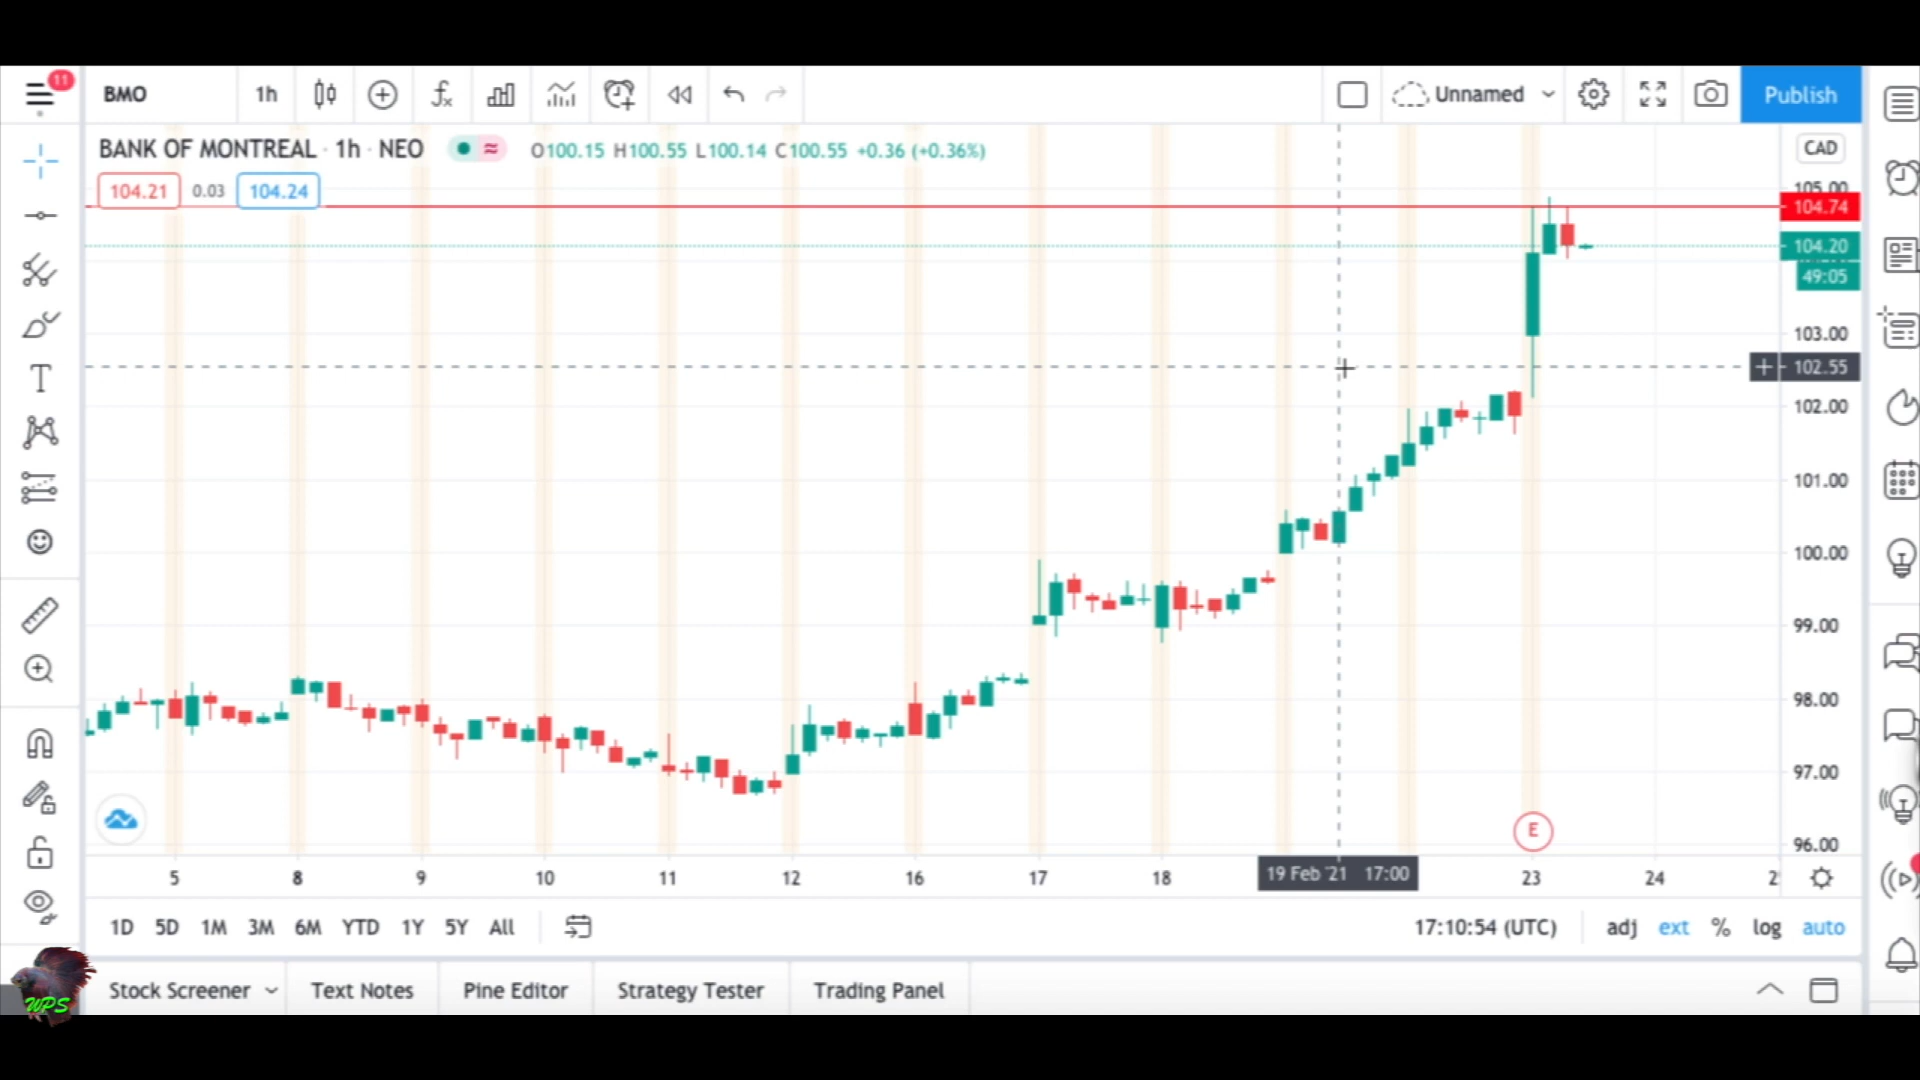 11
BMO 1h Unnamed Publish
BANK OF MONTREAL · 1h · NEO O100.15 H100.55 L100.14 C100.55 +0.36 (+0.36%) CAD
104.21 0.03 104.24
105.00
104.74
104.20
49:05
103.00
102.55
102.00
101.00
100.00
99.00
98.00
97.00
E
96.00
5 8 9 10 11 12 16 17 18 19 Feb '21 17:00 23 24
1D 5D 1M 3M 6M YTD 1Y 5Y All 17:10:54 (UTC) adj ext % log auto
WPS
Stock Screener Text Notes Pine Editor Strategy Tester Trading Panel